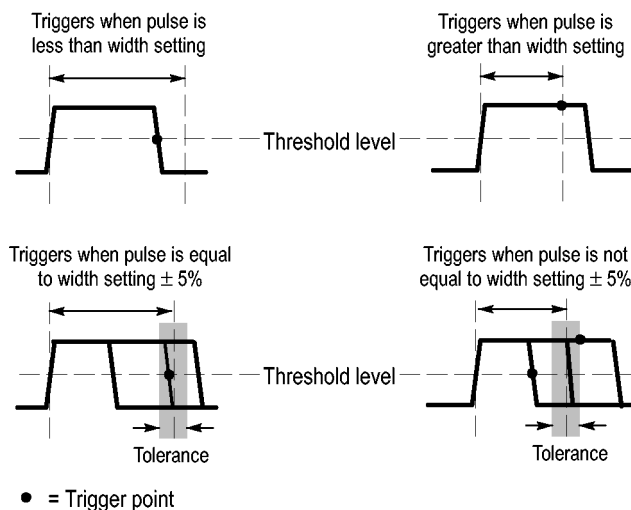 Triggers when pulse is
less than width setting
Triggers when pulse is
greater than width setting
Threshold level
Triggers when pulse is equal
to width setting ± 5%
Triggers when pulse is not
equal to width setting ± 5%
Threshold level
Tolerance
Tolerance
= Trigger point